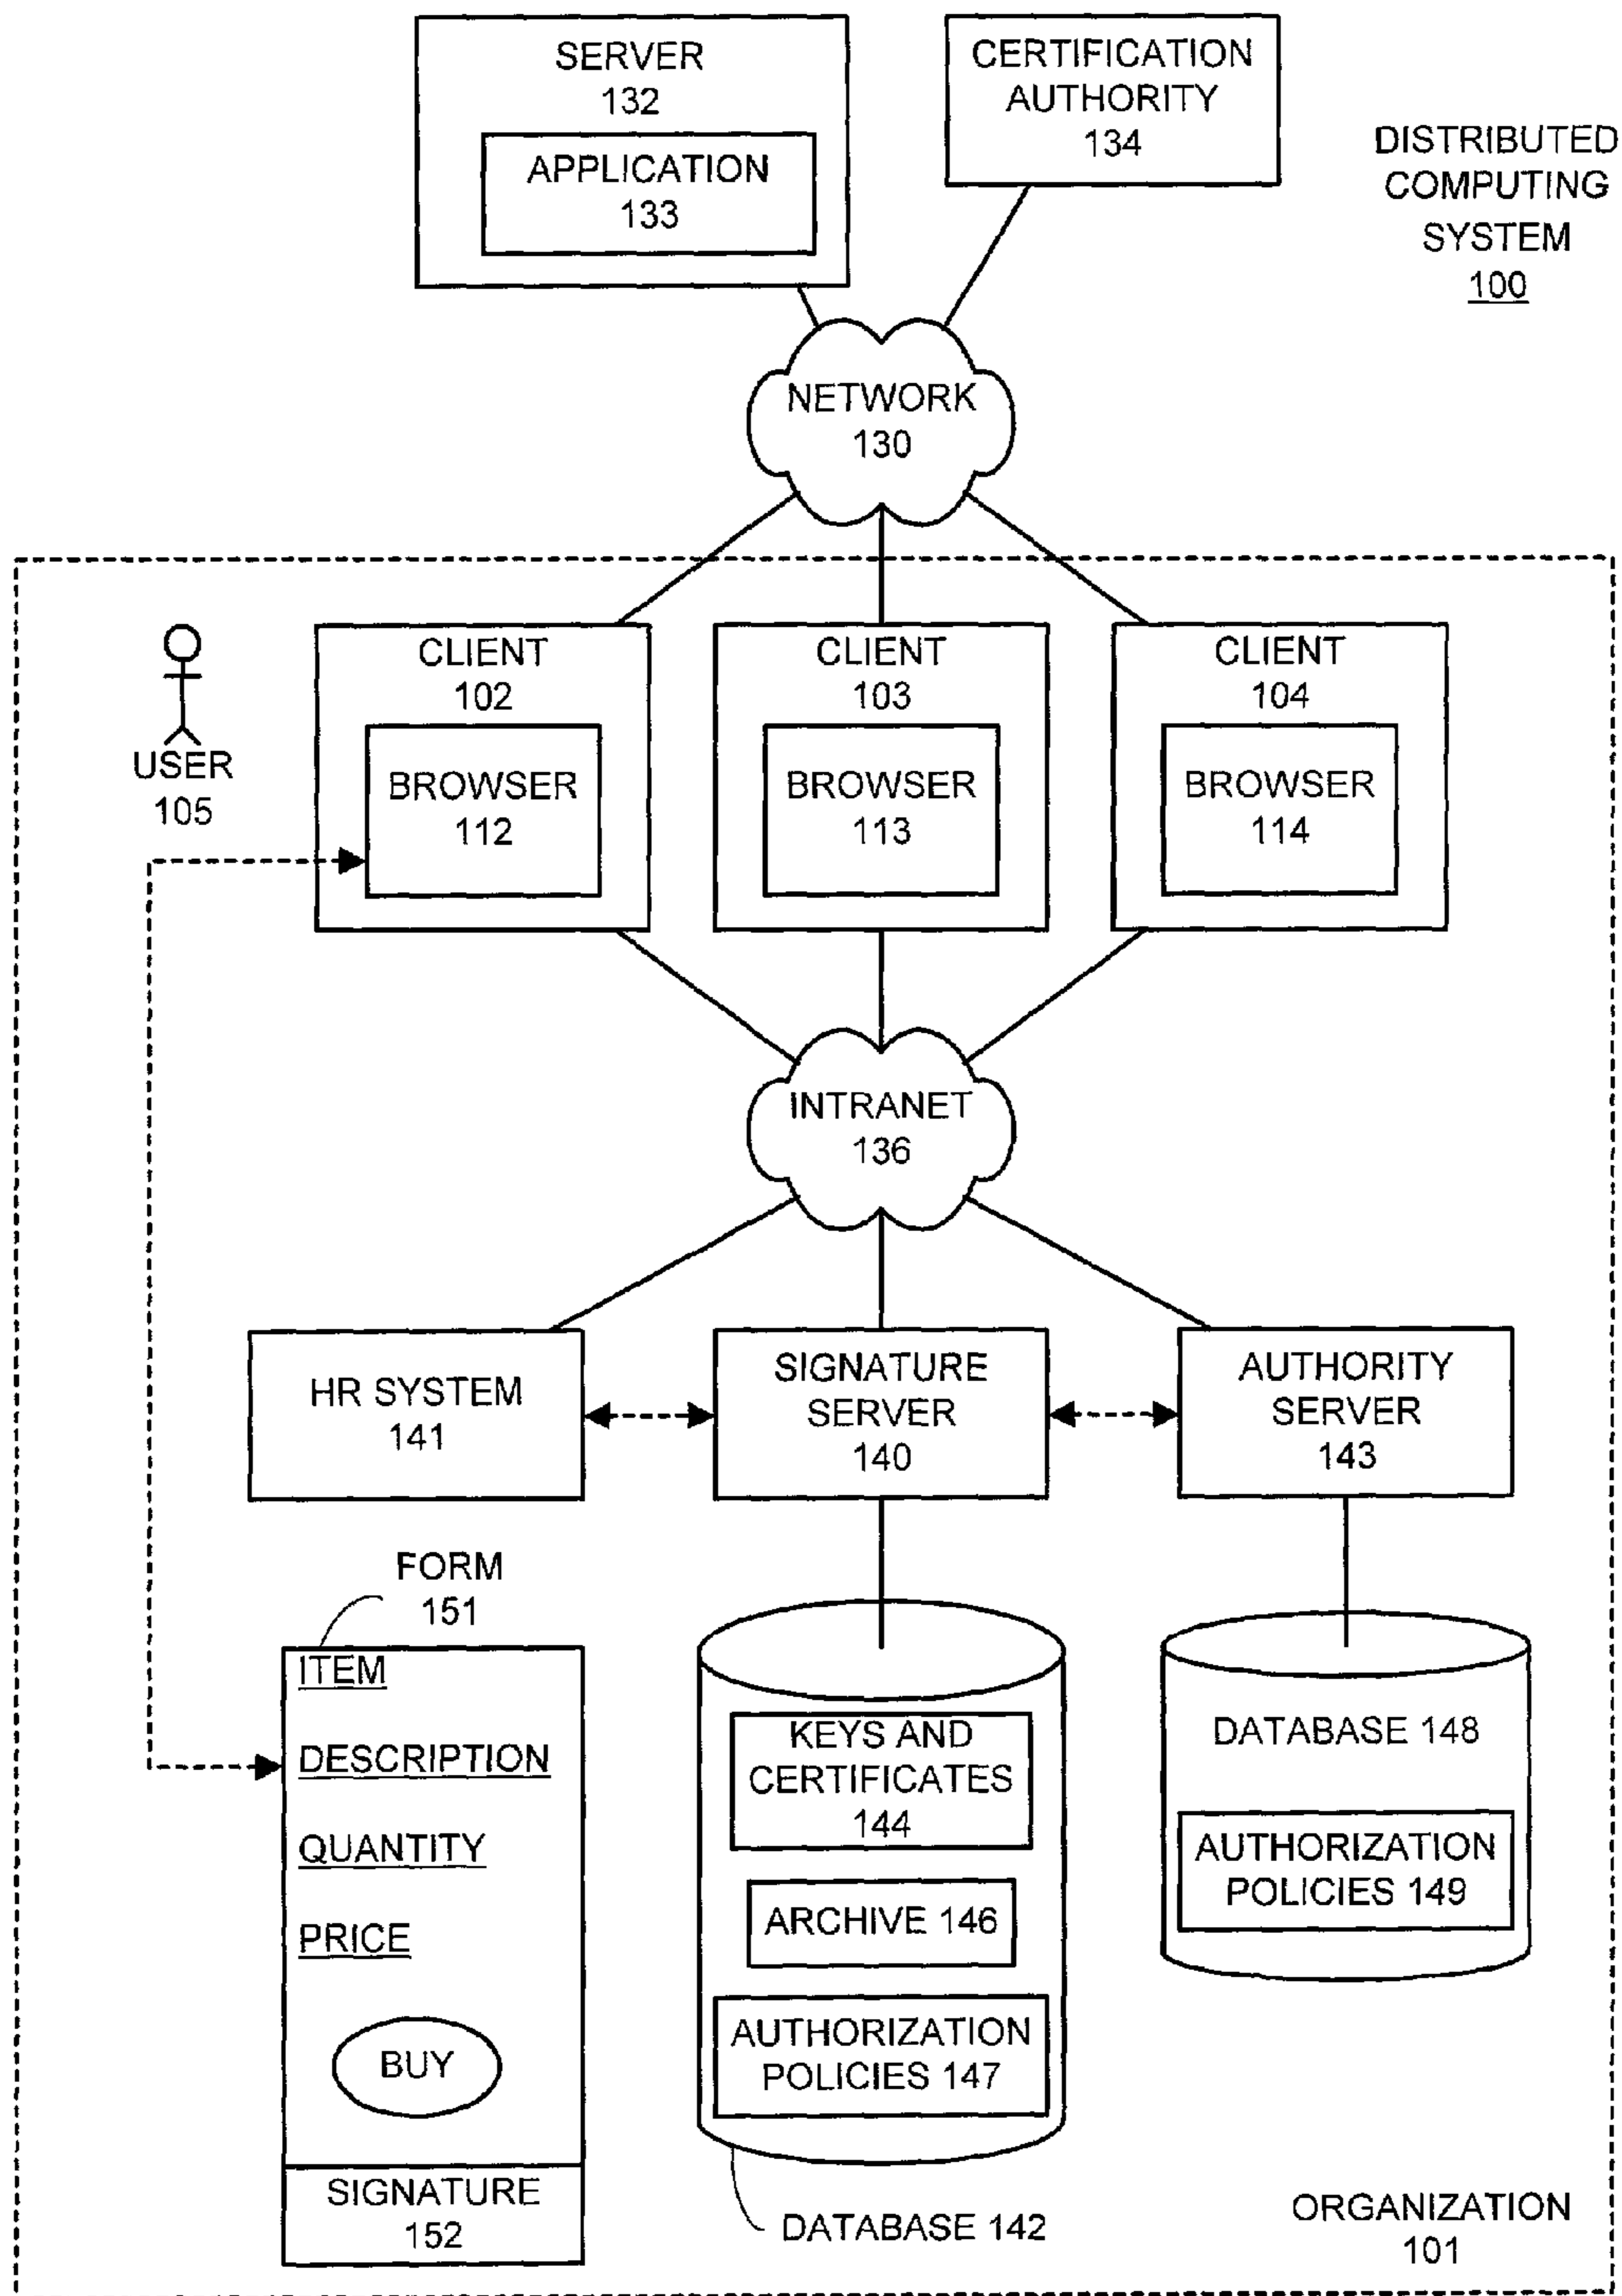 SERVER
132
APPLICATION
133
CERTIFICATION
AUTHORITY
134
DISTRIBUTED
COMPUTING
SYSTEM
100
NETWORK
130
USER
105
CLIENT
102
BROWSER
112
CLIENT
103
BROWSER
113
CLIENT
104
BROWSER
114
INTRANET
136
HR SYSTEM
141
SIGNATURE
SERVER
140
AUTHORITY
SERVER
143
FORM
151
ITEM
DESCRIPTION
QUANTITY
PRICE
BUY
SIGNATURE
152
KEYS AND
CERTIFICATES
144
ARCHIVE 146
AUTHORIZATION
POLICIES 147
DATABASE 142
DATABASE 148
AUTHORIZATION
POLICIES 149
ORGANIZATION
101